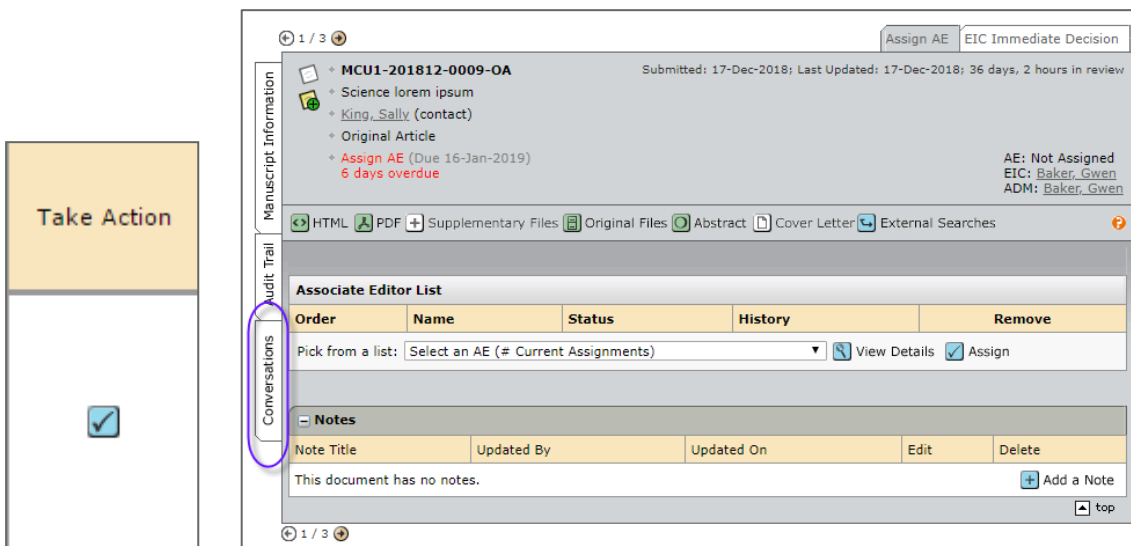 Take Action
1 / 3
Assign AE
EIC Immediate Decision
Manuscript Information
Audit Trail
Conversations
MCU1-201812-0009-OA
Submitted: 17-Dec-2018; Last Updated: 17-Dec-2018; 36 days, 2 hours in review
Science lorem ipsum
King, Sally (contact)
Original Article
Assign AE (Due 16-Jan-2019)
6 days overdue
AE: Not Assigned
EIC: Baker, Gwen
ADM: Baker, Gwen
HTML PDF Supplementary Files Original Files Abstract Cover Letter External Searches
Associate Editor List
Order Name Status History Remove
Pick from a list: Select an AE (# Current Assignments) View Details Assign
Notes
Note Title Updated By Updated On Edit Delete
This document has no notes. Add a Note
top
1 / 3